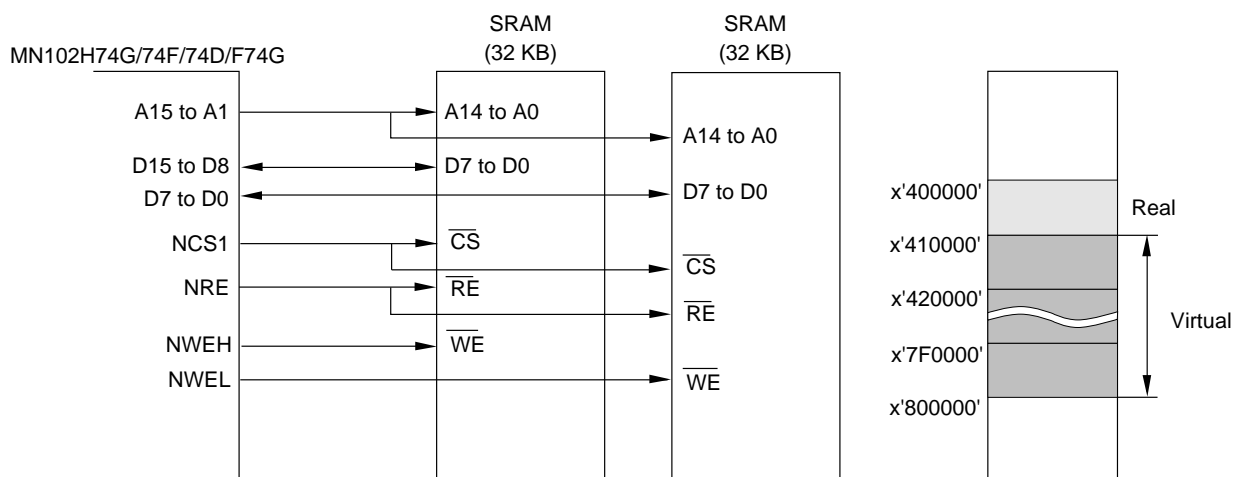 MN102H74G/74F/74D/F74G
A15 to A1
D15 to D8
D7 to D0
NCS1
NRE
NWEH
NWEL
SRAM
(32 KB)
A14 to A0
D7 to D0
CS
RE
WE
SRAM
(32 KB)
A14 to A0
D7 to D0
CS
RE
WE
x'400000'
x'410000'
x'420000'
x'7F0000'
x'800000'
Real
Virtual